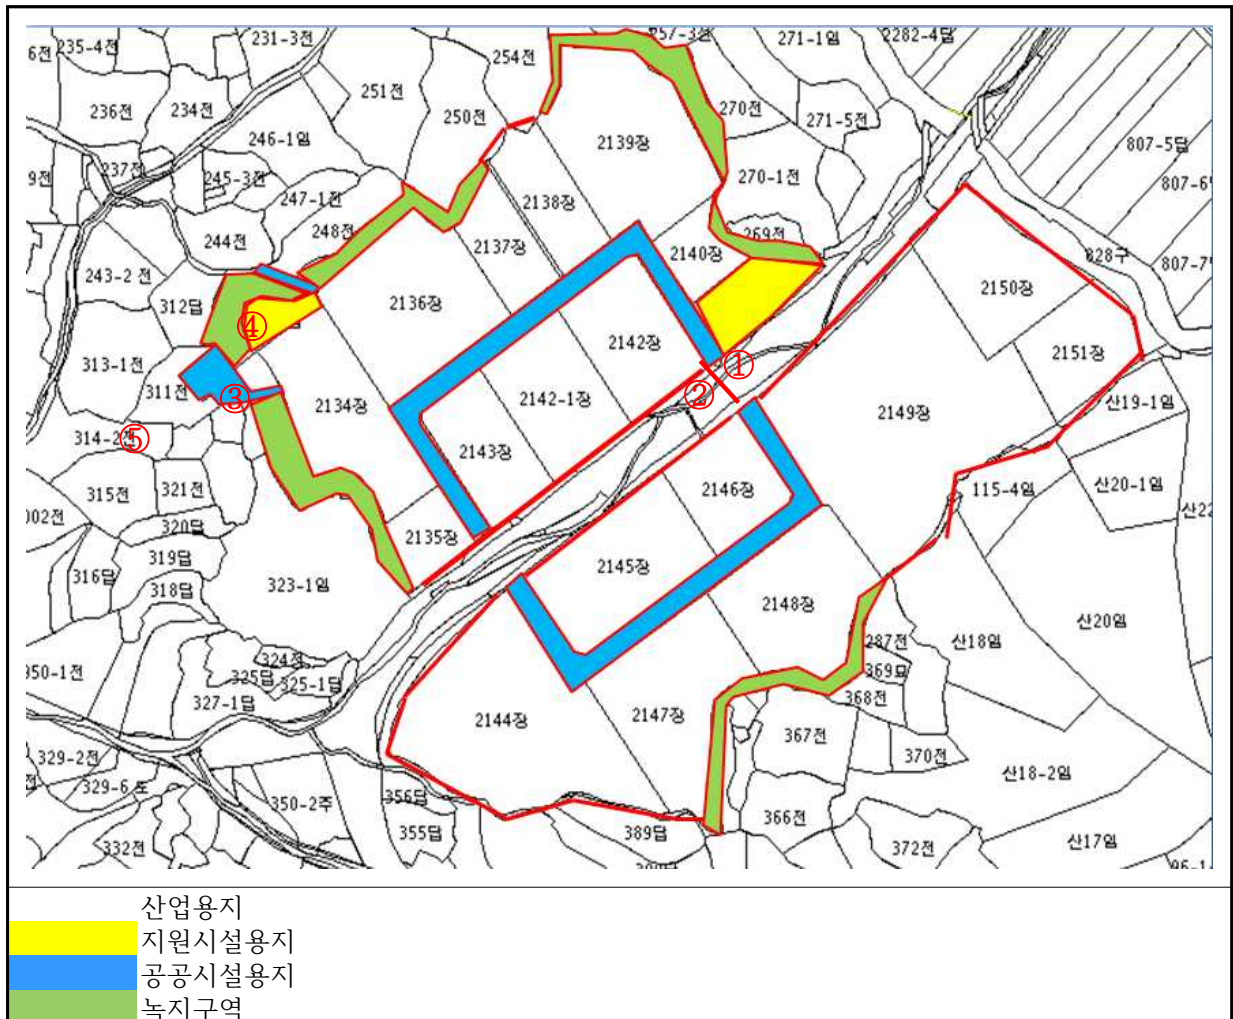 6전
235-4전
231-3전
254전
257-3전
271-1임
2282-4답
236전
234전
251전
250전
270전
271-5전
246-1임
2139장
807-5답
237전
9전
245-3전
270-1전
807-6
247-1전
2138장
244전
248전
2137장
269전
2140장
828구
243-2 전
807-7
312답
2136장
2150장
④
2142장
313-1전
2151장
①
311전
③
2142-1장
②
2134장
2149장
산19-1임
314-2전
⑤
2143장
315전
321전
2146장
115-4임
산20-1임
002전
산22
320답
2135장
319답
2145장
316답
318답
323-1임
2148장
산20임
산18임
287전
324전
350-1전
325답
325-1답
369묘
327-1답
368전
2144장
2147장
367전
329-2전
370전
산18-2임
전
329-6 도
350-2주
356답
366전
355답
389답
332전
372전
산17임
96-1
산업용지
지원시설용지
공공시설용지
녹지구역